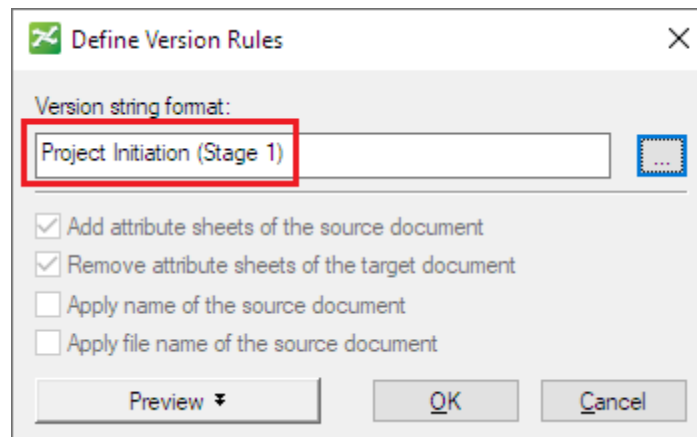 Define Version Rules
Version string format:
Project Initiation (Stage 1)
...
Add attribute sheets of the source document
Remove attribute sheets of the target document
Apply name of the source document
Apply file name of the source document
Preview
OK
Cancel